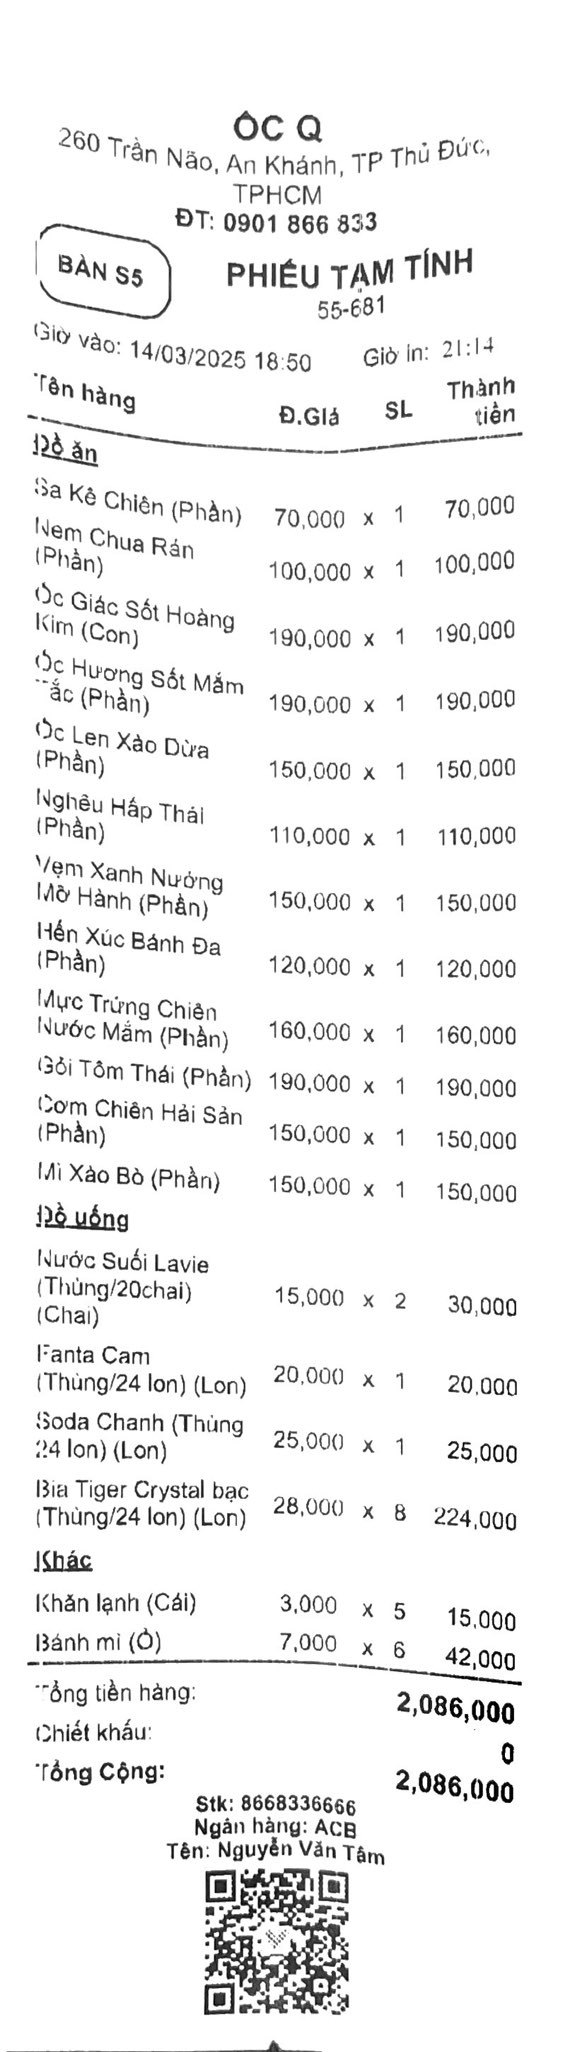 ỐC Q
260 Trần Não, An Khánh, TP Thủ Đức,
TPHCM
ĐT: 0901 866 833
BÀN S5
PHIẾU TẠM TÍNH
55-681
Giờ vào: 14/03/2025 18:50 Giờ in: 21:14
Tên hàng Đ.Giá SL Thành
tiền
Đồ ăn
Sa Kê Chiên (Phần) 70,000 x 1 70,000
Nem Chua Rán
(Phần) 100,000 x 1 100,000
Ốc Giác Sốt Hoàng
Kim (Con) 190,000 x 1 190,000
Ốc Hương Sốt Mắm
Tắc (Phần) 190,000 x 1 190,000
Ốc Len Xào Dừa
(Phần) 150,000 x 1 150,000
Nghêu Hấp Thái
(Phần) 110,000 x 1 110,000
Vẹm Xanh Nướng
Mỡ Hành (Phần) 150,000 x 1 150,000
Hến Xúc Bánh Đa
(Phần) 120,000 x 1 120,000
Mực Trứng Chiên
Nước Mắm (Phần) 160,000 x 1 160,000
Gỏi Tôm Thái (Phần) 190,000 x 1 190,000
Cơm Chiên Hải Sản
(Phần) 150,000 x 1 150,000
Mì Xào Bò (Phần) 150,000 x 1 150,000
Đồ uống
Nước Suối Lavie
(Thùng/20chai) 15,000 x 2 30,000
(Chai)
Fanta Cam
(Thùng/24 lon) (Lon) 20,000 x 1 20,000
Soda Chanh (Thùng
24 lon) (Lon) 25,000 x 1 25,000
Bia Tiger Crystal bạc
(Thùng/24 lon) (Lon) 28,000 x 8 224,000
Khác
Khăn lạnh (Cái) 3,000 x 5 15,000
Bánh mì (Ổ) 7,000 x 6 42,000
Tổng tiền hàng: 2,086,000
Chiết khấu: 0
Tổng Cộng: 2,086,000
Stk: 8668336666
Ngân hàng: ACB
Tên: Nguyễn Văn Tâm